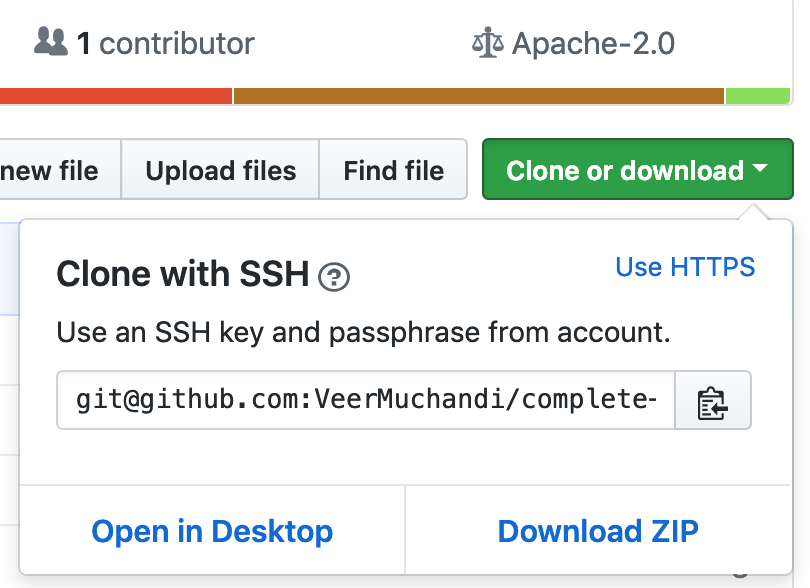 1 contributor
Apache-2.0
new file
Upload files
Find file
Clone or download
Clone with SSH ?
Use HTTPS
Use an SSH key and passphrase from account.
git@github.com:VeerMuchandi/complete-
Open in Desktop
Download ZIP